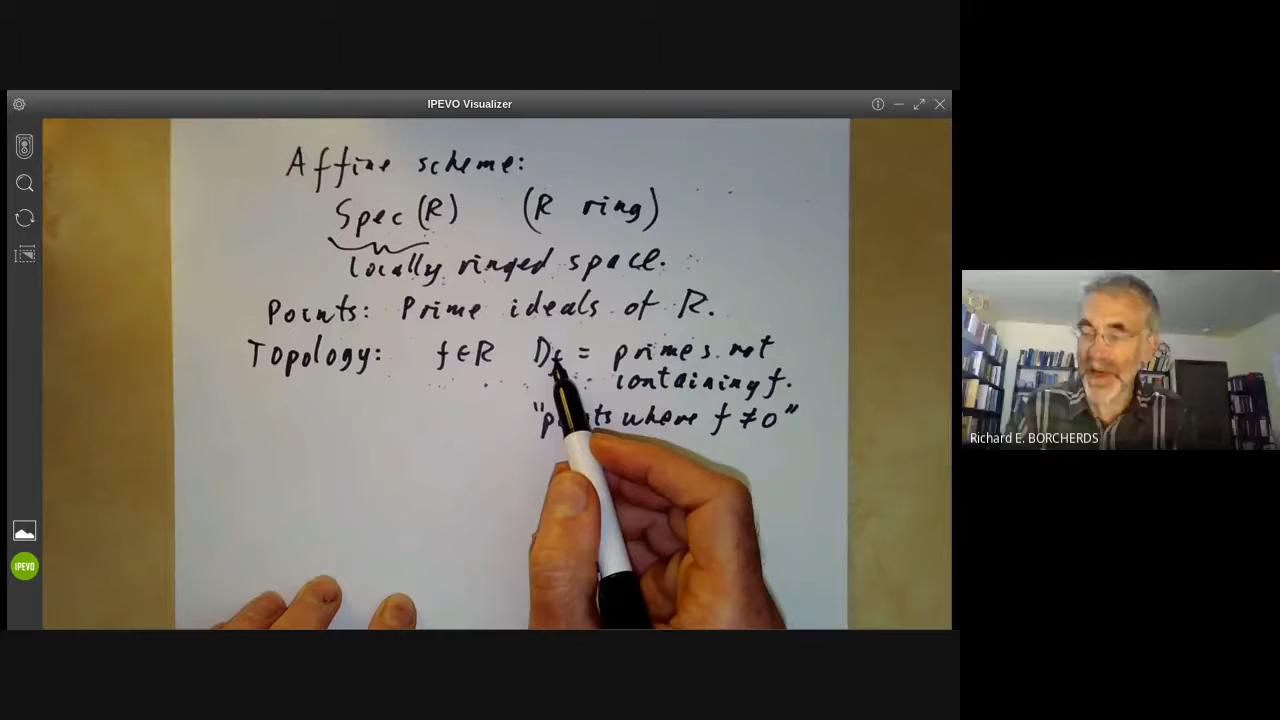 IPEVO Visualizer
Affine scheme:
Spec(R) (R ring)
locally ringed space.
Points: Prime ideals of R.
Topology: f∈R D_f = primes not
containing f.
"points where f ≠ 0"
IPEVO
Richard E. BORCHERDS